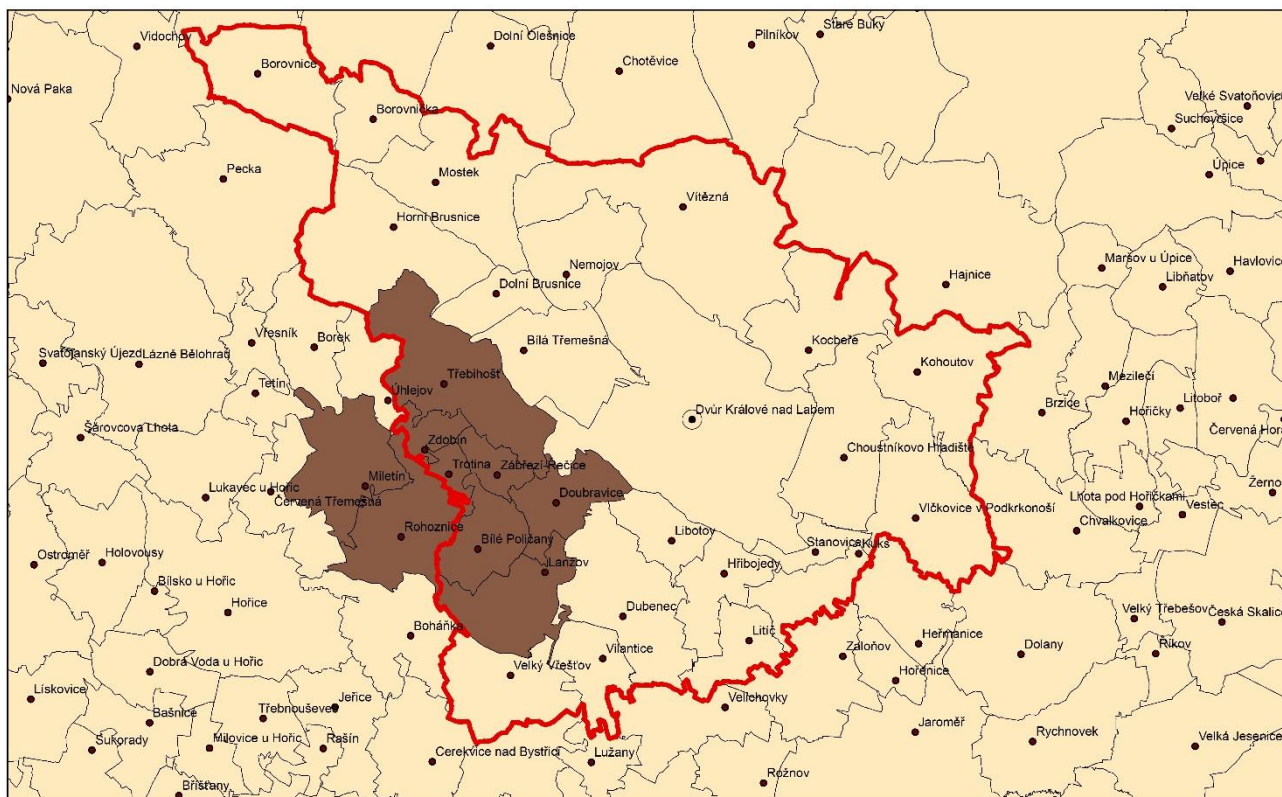 Staré Buky
Vidochov
Dolní Olešnice
Pilníkov
Borovnice
Chotěvice
Nová Paka
Velké Svatoňovice
Borovnička
Suchovršice
Úpice
Pecka
Mostek
Vítězná
Horní Brusnice
Nemojov
Maršov u Úpice
Havlovice
Hajnice
Libňatov
Dolní Brusnice
Vřesník
Borek
Bílá Třemešná
Kocbeře
Svatojanský Újezd
Lázně Bělohrad
Kohoutov
Třebihošť
Mezilečí
Tetín
Úhlejov
Litoboř
Brzice
Hořičky
Dvůr Králové nad Labem
Červená Hora
Šárovcova Lhota
Zdobín
Choustníkovo Hradiště
Trotina
Zábřezí-Řečice
Miletín
Lukavec u Hořic
Červená Třemešná
Doubravice
Lhota pod Hořičkami
Žernov
Vestec
Vlčkovice v Podkrkonoší
Chvalkovice
Rohoznice
Libotov
Bílé Poličany
Stanovice
Kuks
Ostroměř
Holovousy
Lanžov
Hřibojedy
Bílsko u Hořic
Hořice
Dubenec
Velký Třebešov
Česká Skalice
Boháňka
Litíč
Heřmanice
Dolany
Říkov
Dobrá Voda u Hořic
Velký Vřešťov
Vilantice
Zaloňov
Hořenice
Lískovice
Jeřice
Velichovky
Bašnice
Třebnouševes
Jaroměř
Rychnovek
Velká Jesenice
Sukorady
Milovice u Hořic
Rašín
Cerekvice nad Bystřicí
Lužany
Rožnov
Bříšťany